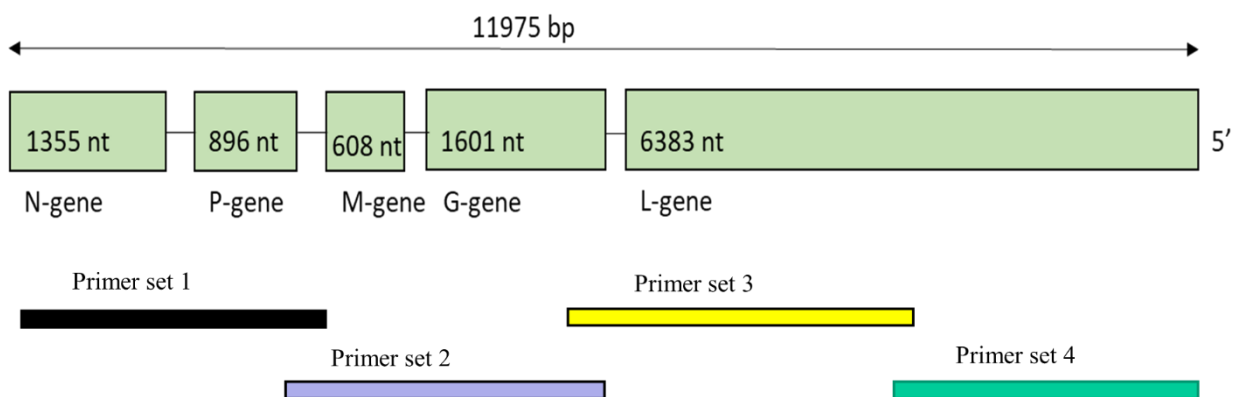 11975 bp
1355 nt
896 nt
608 nt
1601 nt
6383 nt
5’
N-gene
P-gene
M-gene
G-gene
L-gene
Primer set 1
Primer set 3
Primer set 2
Primer set 4